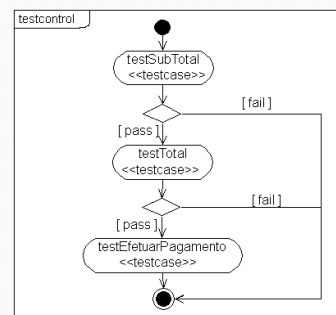 testcontrol
testSubTotal
<<testcase>>
[ fail ]
[ pass ]
testTotal
<<testcase>>
[ fail ]
[pass ]
testEfetuarPagamento
<<testcase>>